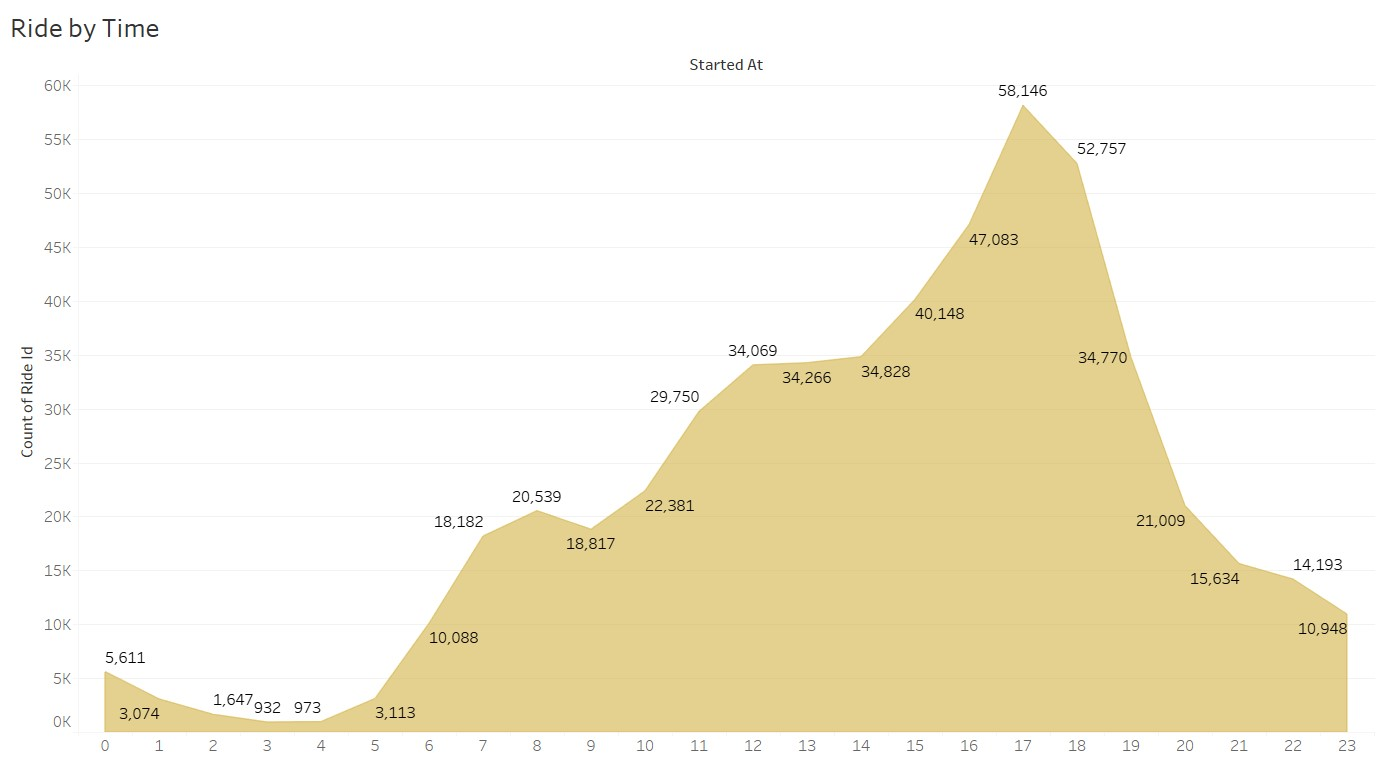 Ride by Time
Started At
60K
58,146
55K
52,757
50K
45K
47,083
40K
40,148
Count of Ride Id
35K
34,069
34,266
34,828
34,770
30K
29,750
25K
22,381
20K
20,539
18,182
18,817
21,009
15K
15,634
14,193
10K
10,088
10,948
5K
5,611
3,074
1,647
932
973
3,113
0K
0 1 2 3 4 5 6 7 8 9 10 11 12 13 14 15 16 17 18 19 20 21 22 23